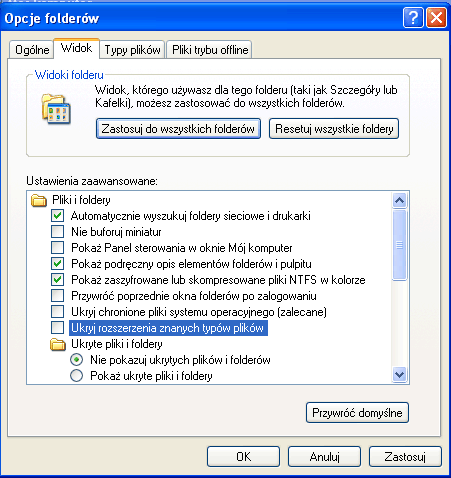 Opcje folderów
Ogólne Widok Typy plików Pliki trybu offline
Widoki folderu
Widok, którego używasz dla tego folderu (taki jak Szczegóły lub
Kafelki), możesz zastosować do wszystkich folderów.
Zastosuj do wszystkich folderów Resetuj wszystkie foldery
Ustawienia zaawansowane:
Pliki i foldery
Automatycznie wyszukuj foldery sieciowe i drukarki
Nie buforuj miniatur
Pokaż Panel sterowania w oknie Mój komputer
Pokaż podręczny opis elementów folderów i pulpitu
Pokaż zaszyfrowane lub skompresowane pliki NTFS w kolorze
Przywróć poprzednie okna folderów po zalogowaniu
Ukryj chronione pliki systemu operacyjnego (zalecane)
Ukryj rozszerzenia znanych typów plików
Ukryte pliki i foldery
Nie pokazuj ukrytych plików i folderów
Pokaż ukryte pliki i foldery
Przywróć domyślne
OK Anuluj Zastosuj